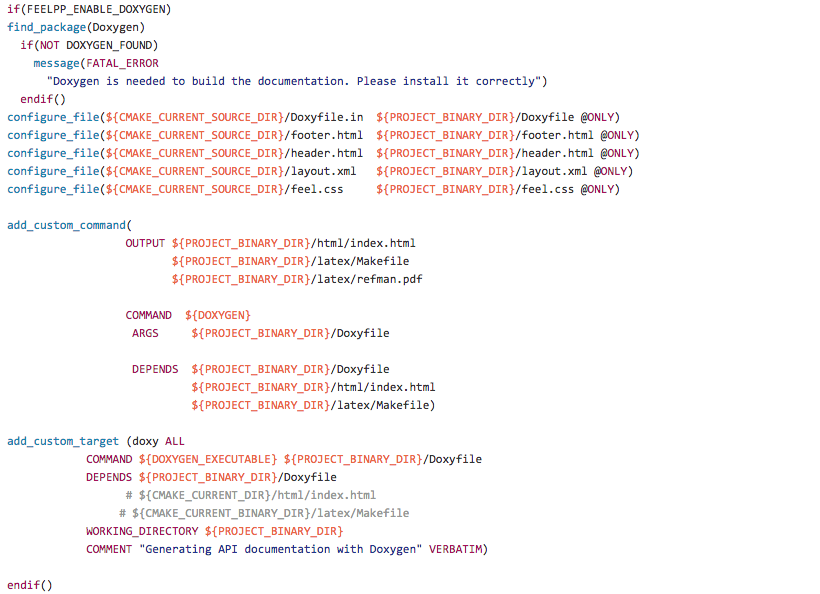 if(FEELPP_ENABLE_DOXYGEN)
find_package(Doxygen)
  if(NOT DOXYGEN_FOUND)
    message(FATAL_ERROR
      "Doxygen is needed to build the documentation. Please install it correctly")
  endif()
configure_file(${CMAKE_CURRENT_SOURCE_DIR}/Doxyfile.in  ${PROJECT_BINARY_DIR}/Doxyfile @ONLY)
configure_file(${CMAKE_CURRENT_SOURCE_DIR}/footer.html  ${PROJECT_BINARY_DIR}/footer.html @ONLY)
configure_file(${CMAKE_CURRENT_SOURCE_DIR}/header.html  ${PROJECT_BINARY_DIR}/header.html @ONLY)
configure_file(${CMAKE_CURRENT_SOURCE_DIR}/layout.xml   ${PROJECT_BINARY_DIR}/layout.xml @ONLY)
configure_file(${CMAKE_CURRENT_SOURCE_DIR}/feel.css     ${PROJECT_BINARY_DIR}/feel.css @ONLY)

add_custom_command(
                  OUTPUT ${PROJECT_BINARY_DIR}/html/index.html
                         ${PROJECT_BINARY_DIR}/latex/Makefile
                         ${PROJECT_BINARY_DIR}/latex/refman.pdf

                  COMMAND  ${DOXYGEN}
                   ARGS     ${PROJECT_BINARY_DIR}/Doxyfile

                   DEPENDS  ${PROJECT_BINARY_DIR}/Doxyfile
                            ${PROJECT_BINARY_DIR}/html/index.html
                            ${PROJECT_BINARY_DIR}/latex/Makefile)

add_custom_target (doxy ALL
            COMMAND ${DOXYGEN_EXECUTABLE} ${PROJECT_BINARY_DIR}/Doxyfile
            DEPENDS ${PROJECT_BINARY_DIR}/Doxyfile
                  # ${CMAKE_CURRENT_DIR}/html/index.html
                 # ${CMAKE_CURRENT_BINARY_DIR}/latex/Makefile
            WORKING_DIRECTORY ${PROJECT_BINARY_DIR}
            COMMENT "Generating API documentation with Doxygen" VERBATIM)

endif()